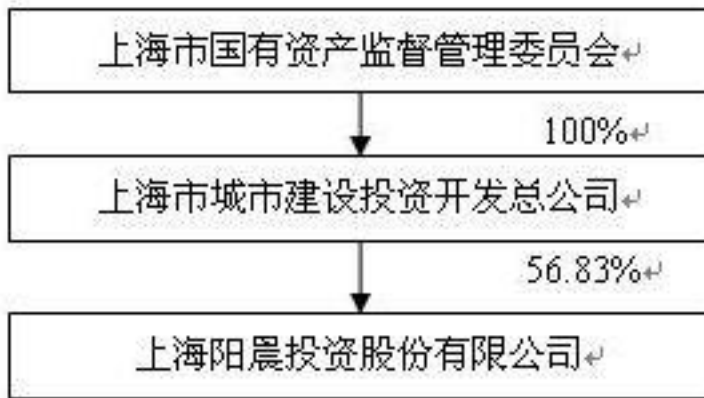 上海市国有资产监督管理委员会
100%
上海市城市建设投资开发总公司
56.83%
上海阳晨投资股份有限公司